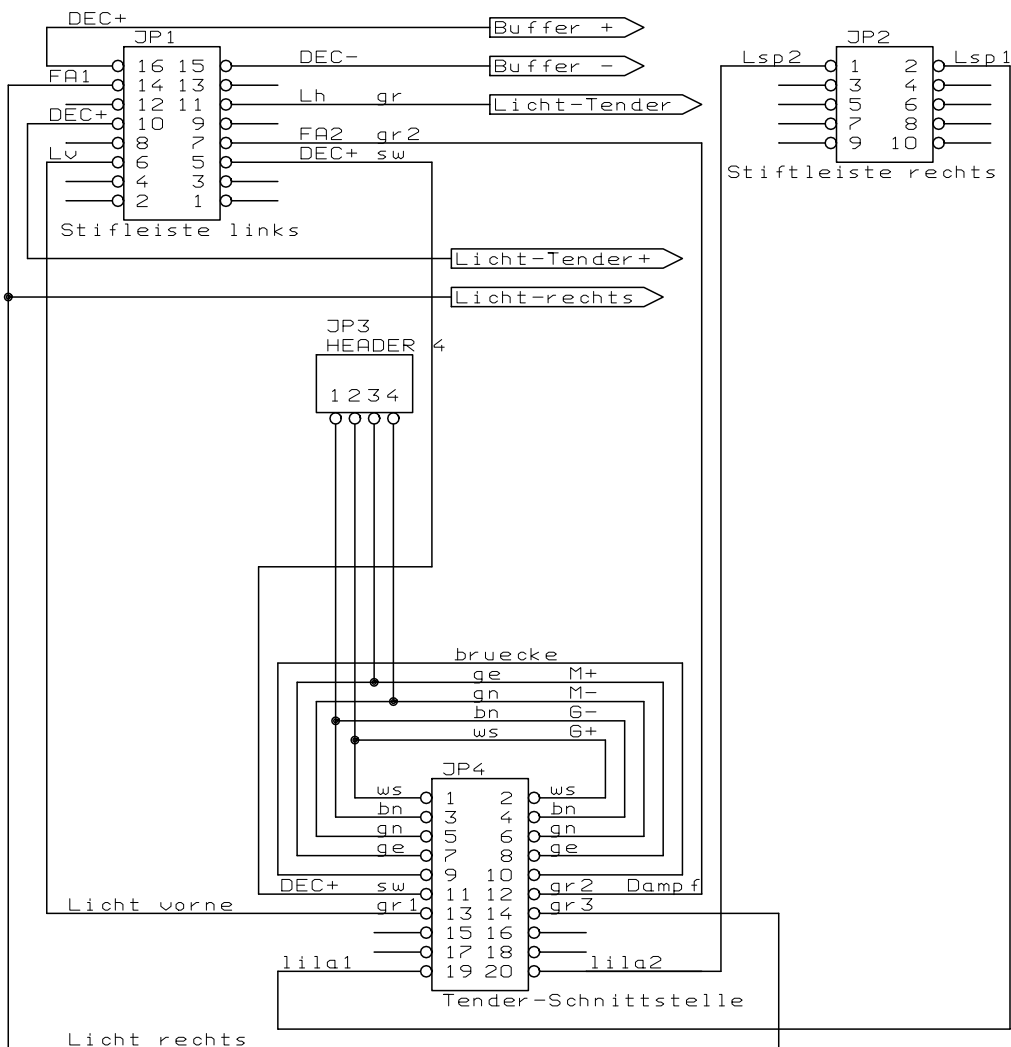 DEC+
Buffer +
JP1
JP2
DEC-
Buffer -
Lsp2
Lsp1
16 15
1 2
FA1
14 13
3 4
Lh gr
Licht-Tender
12 11
5 6
DEC+
10 9
7 8
FA2 gr2
8 7
9 10
Lv
DEC+ sw
6 5
4 3
2 1
Stiftleiste rechts
Stifleiste links
Licht-Tender+
Licht-rechts
JP3
HEADER 4
1 2 3 4
bruecke
ge M+
gn M-
bn G-
ws G+
JP4
ws 1 2 ws
bn 3 4 bn
gn 5 6 gn
ge 7 8 ge
9 10
DEC+ sw 11 12 gr2 Dampf
Licht vorne gr1 13 14 gr3
15 16
17 18
lila1 19 20 lila2
Tender-Schnittstelle
Licht rechts